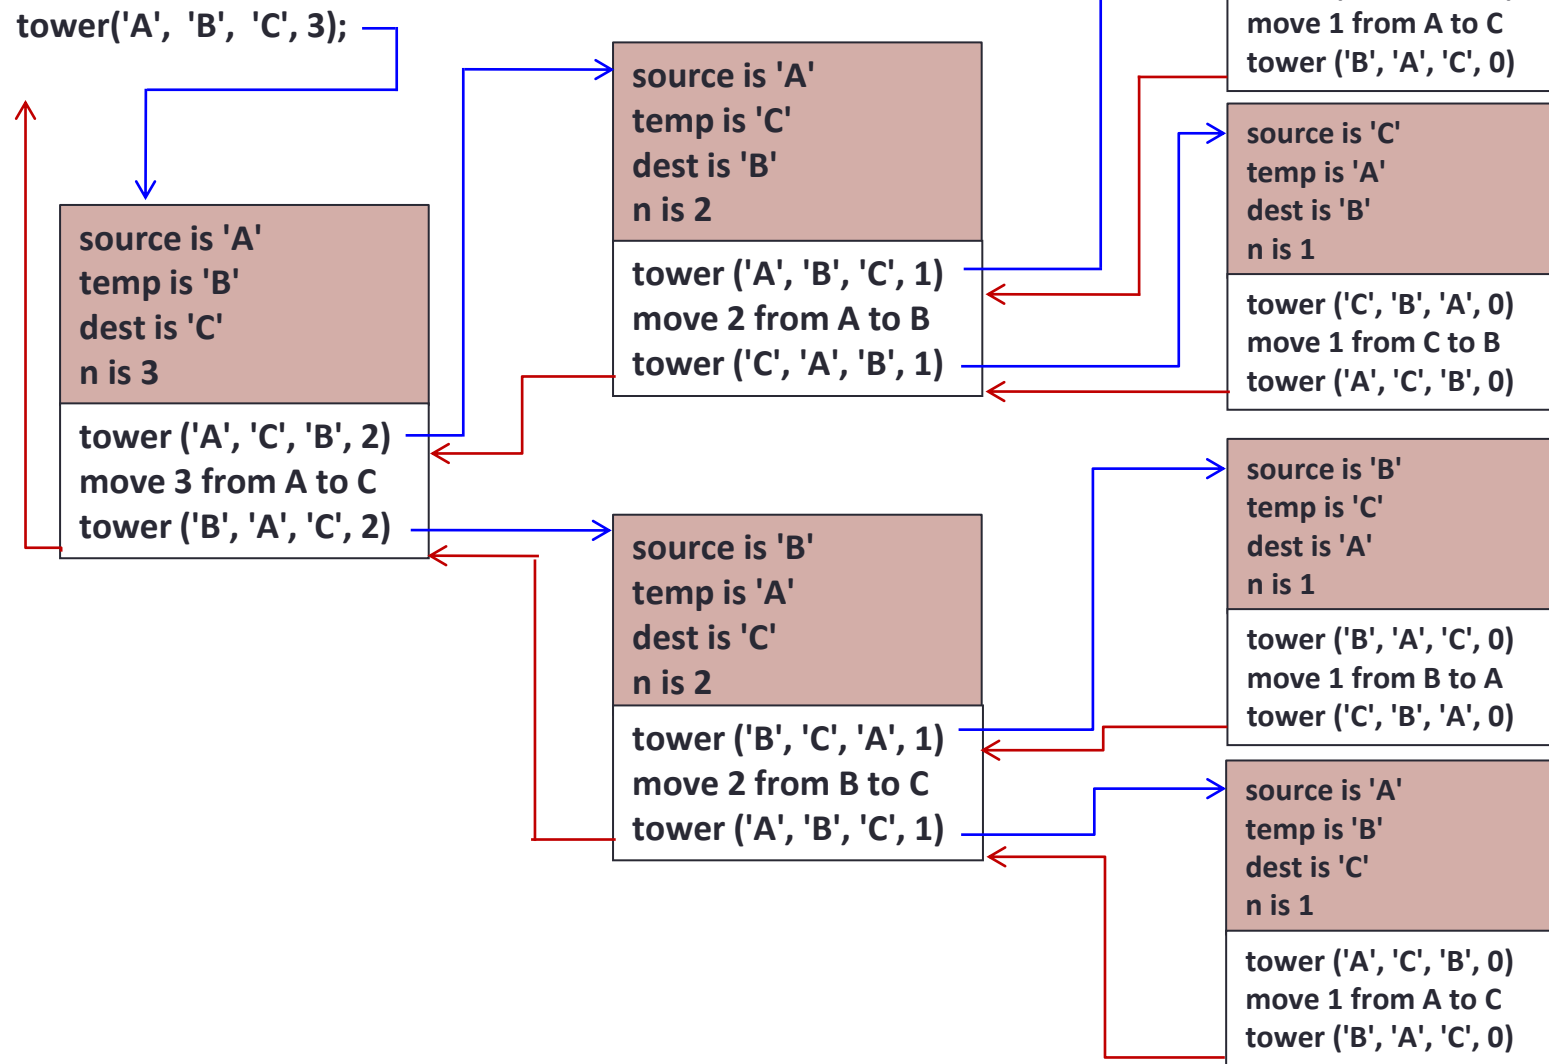 tower('A', 'B', 'C', 3);
source is 'A'
temp is 'B'
dest is 'C'
n is 3
tower ('A', 'C', 'B', 2)
move 3 from A to C
tower ('B', 'A', 'C', 2)
source is 'A'
temp is 'C'
dest is 'B'
n is 2
tower ('A', 'B', 'C', 1)
move 2 from A to B
tower ('C', 'A', 'B', 1)
source is 'B'
temp is 'A'
dest is 'C'
n is 2
tower ('B', 'C', 'A', 1)
move 2 from B to C
tower ('A', 'B', 'C', 1)
move 1 from A to C
tower ('B', 'A', 'C', 0)
source is 'C'
temp is 'A'
dest is 'B'
n is 1
tower ('C', 'B', 'A', 0)
move 1 from C to B
tower ('A', 'C', 'B', 0)
source is 'B'
temp is 'C'
dest is 'A'
n is 1
tower ('B', 'A', 'C', 0)
move 1 from B to A
tower ('C', 'B', 'A', 0)
source is 'A'
temp is 'B'
dest is 'C'
n is 1
tower ('A', 'C', 'B', 0)
move 1 from A to C
tower ('B', 'A', 'C', 0)